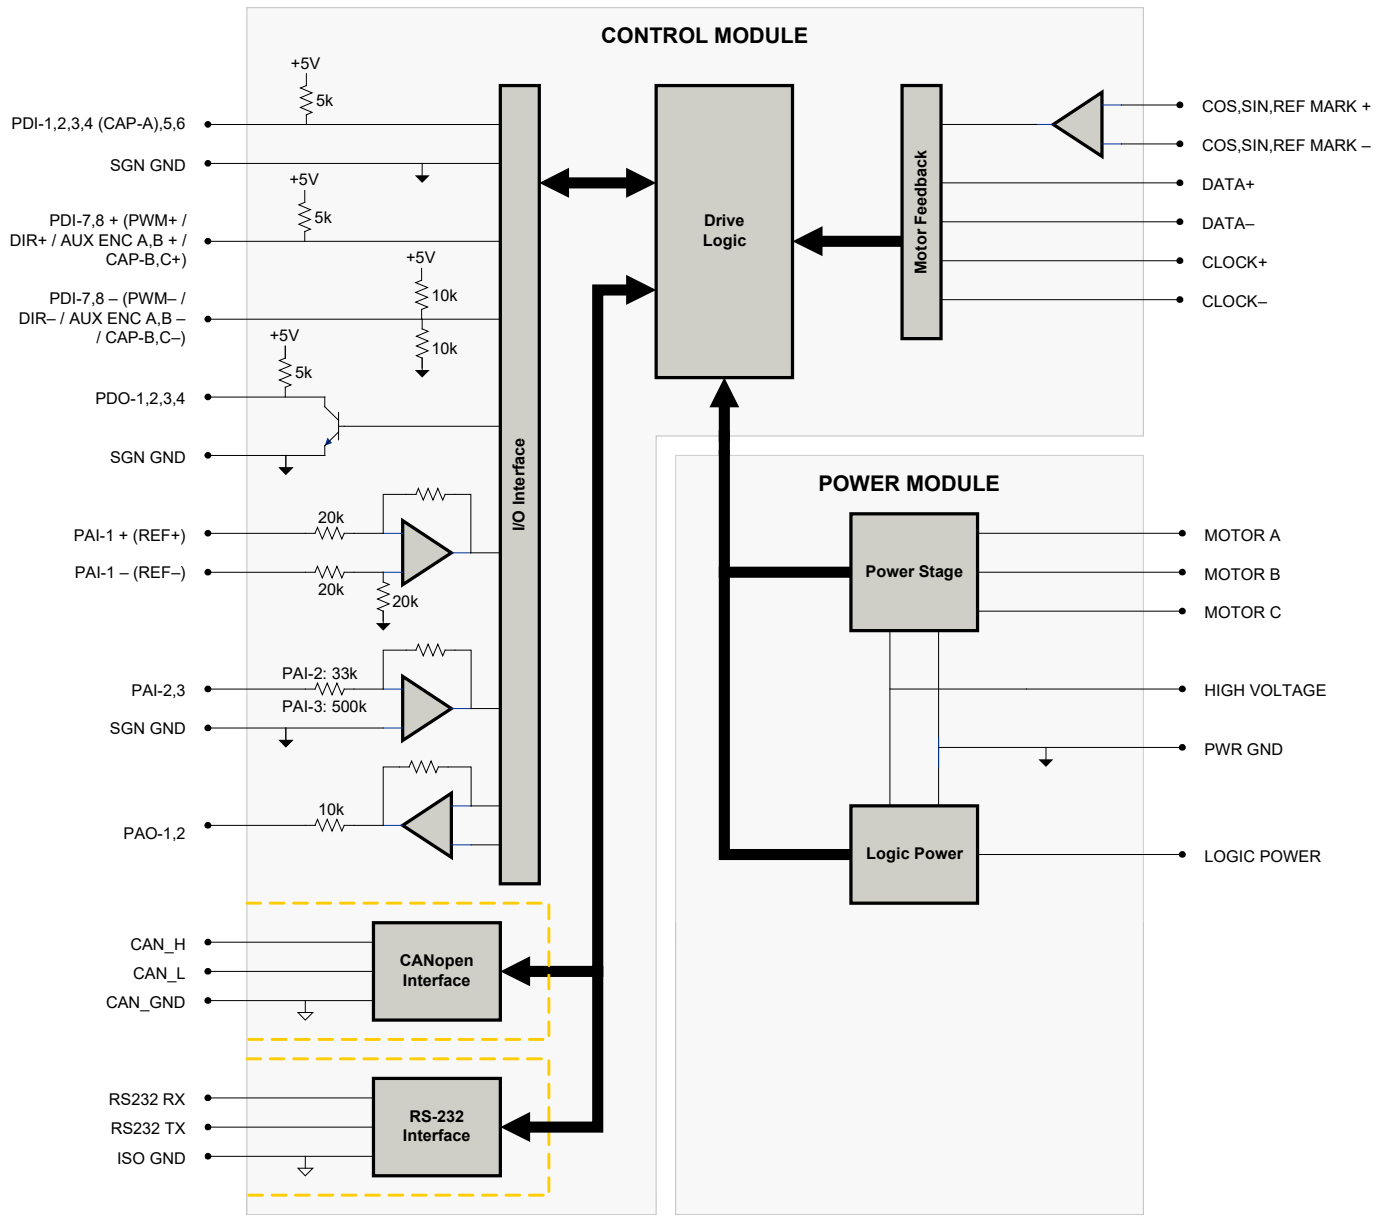 CONTROL MODULE
+5V
5k
PDI-1,2,3,4 (CAP-A),5,6
SGN GND
+5V
5k
PDI-7,8 + (PWM+ /
DIR+ / AUX ENC A,B + /
CAP-B,C+)
+5V
10k
PDI-7,8 – (PWM– /
DIR– / AUX ENC A,B –
/ CAP-B,C–)
10k
+5V
5k
PDO-1,2,3,4
SGN GND
20k
PAI-1 + (REF+)
PAI-1 – (REF–)
20k
20k
PAI-2: 33k
PAI-2,3
PAI-3: 500k
SGN GND
10k
PAO-1,2
I/O Interface
CAN_H
CAN_L
CAN_GND
CANopen
Interface
RS232 RX
RS232 TX
ISO GND
RS-232
Interface
Drive
Logic
Motor Feedback
COS,SIN,REF MARK +
COS,SIN,REF MARK –
DATA+
DATA–
CLOCK+
CLOCK–
POWER MODULE
Power Stage
MOTOR A
MOTOR B
MOTOR C
HIGH VOLTAGE
PWR GND
Logic Power
LOGIC POWER